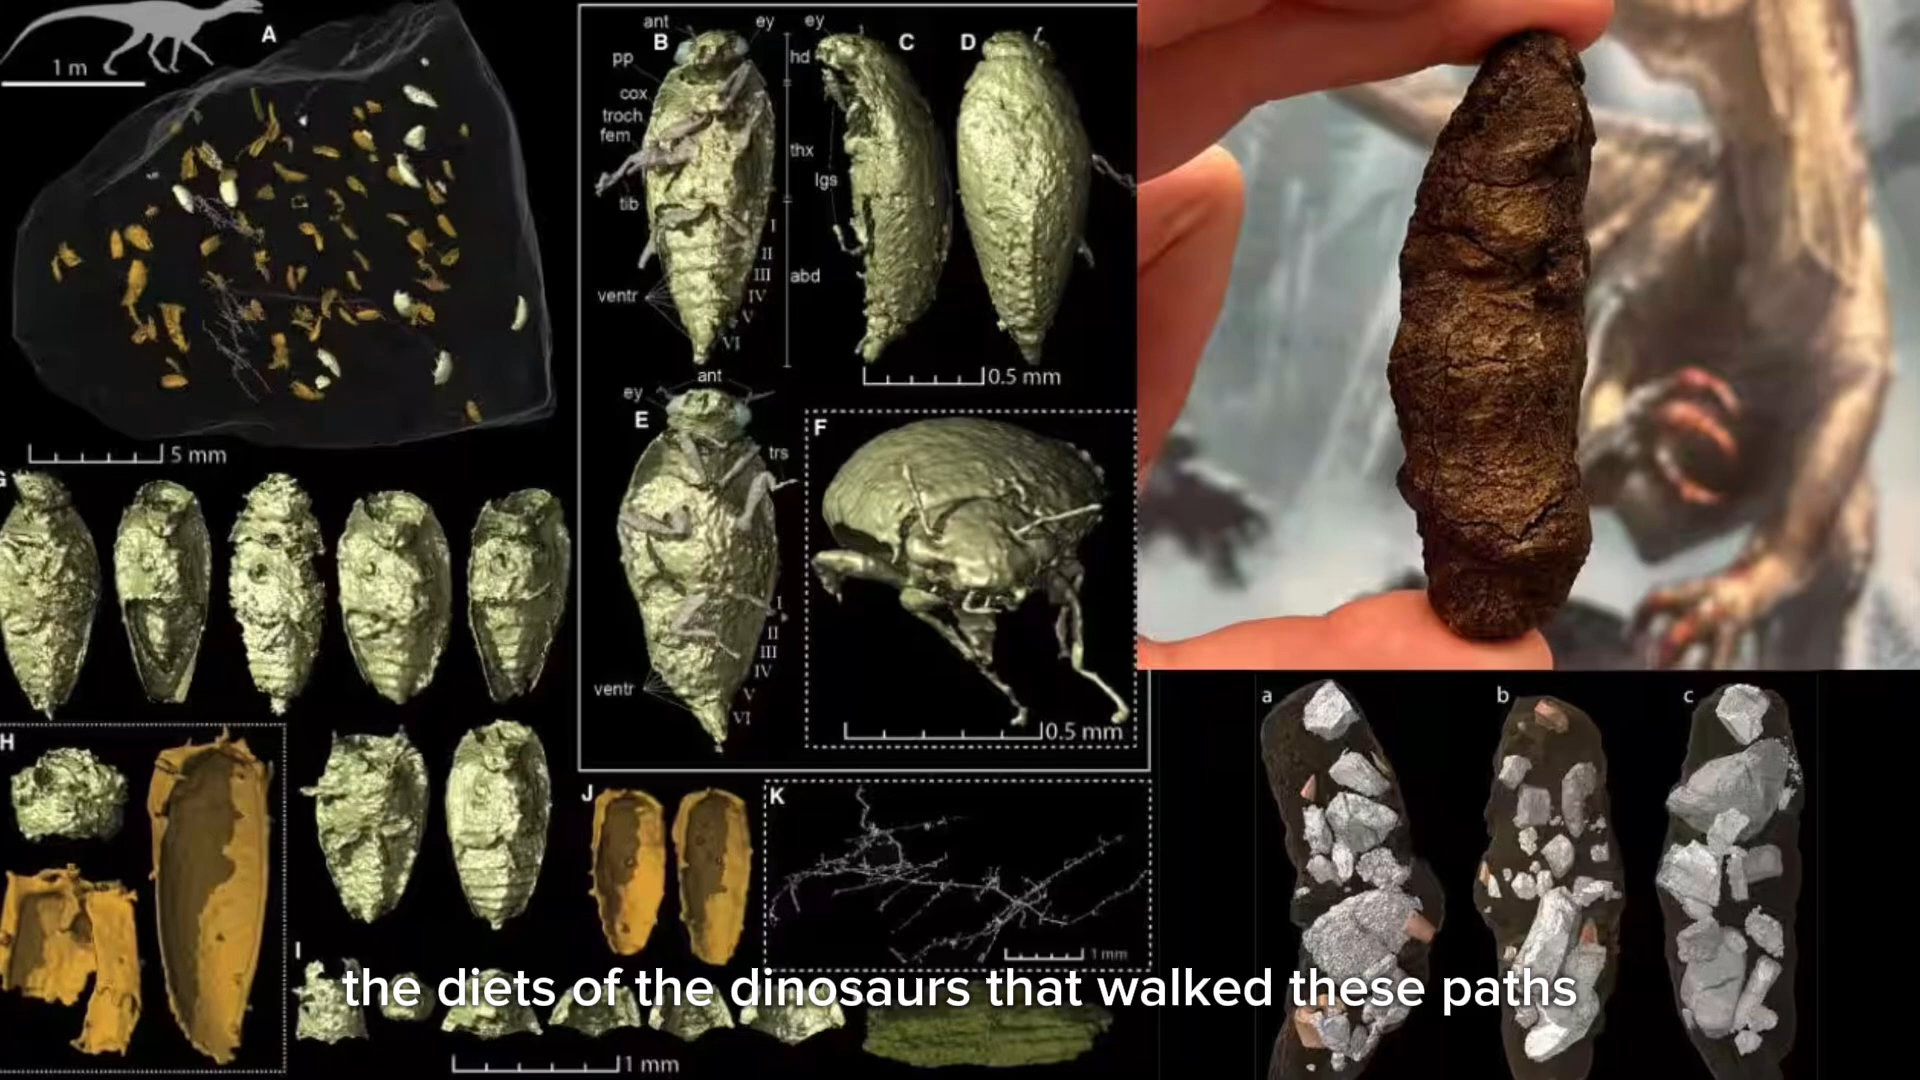 A
1 m
5 mm
ant
ey
B
pp
cox
troch
fem
tib
I
II
III
IV
V
VI
ventr
ey
C
D
hd
thx
lgs
abd
0.5 mm
ant
ey
E
trs
I
II
III
IV
V
VI
ventr
F
0.5 mm
G
H
I
J
K
1 mm
1 mm
a
b
c
the diets of the dinosaurs that walked these paths